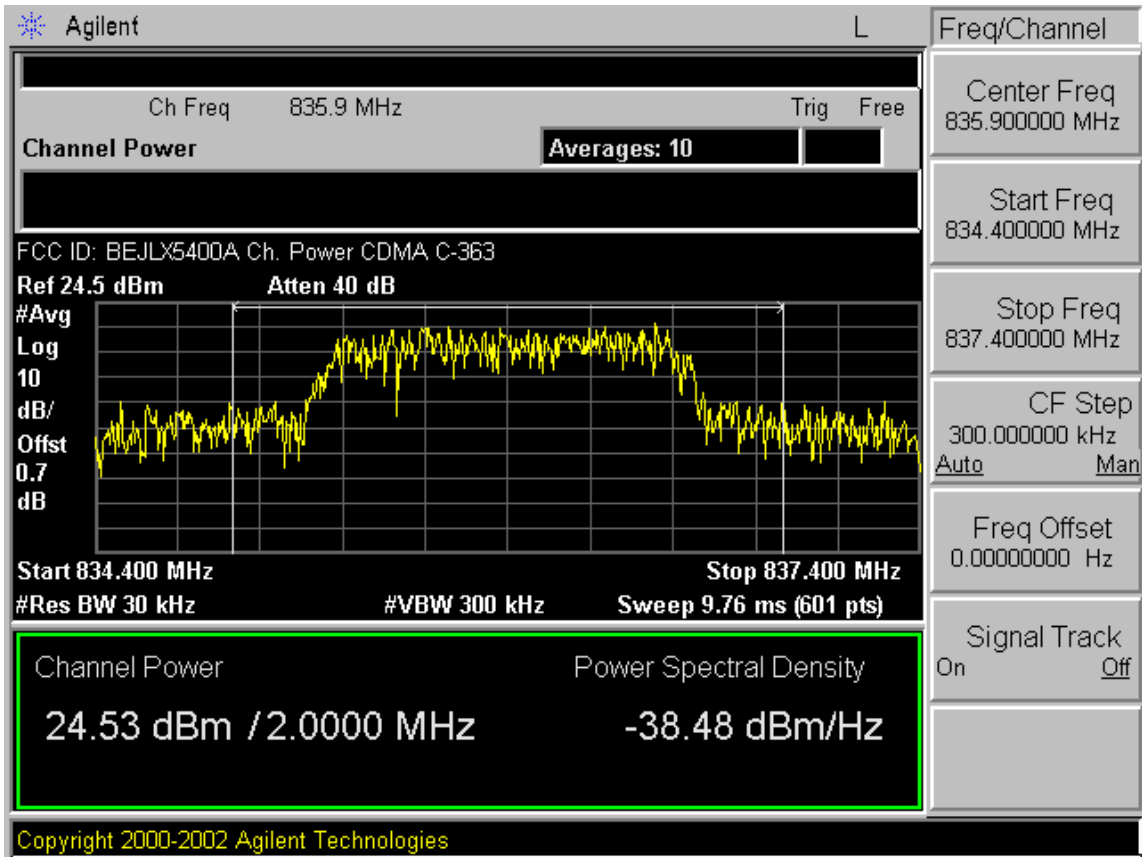 Agilent L
Freq/Channel
Ch Freq 835.9 MHz Trig Free
Channel Power Averages: 10
FCC ID: BEJLX5400A Ch. Power CDMA C-363
Ref 24.5 dBm Atten 40 dB
#Avg
Log
10
dB/
Offst
0.7
dB
Start 834.400 MHz Stop 837.400 MHz
#Res BW 30 kHz #VBW 300 kHz Sweep 9.76 ms (601 pts)
Channel Power Power Spectral Density
24.53 dBm /2.0000 MHz -38.48 dBm/Hz
Center Freq
835.900000 MHz
Start Freq
834.400000 MHz
Stop Freq
837.400000 MHz
CF Step
300.000000 kHz
Auto Man
Freq Offset
0.00000000 Hz
Signal Track
On Off
Copyright 2000-2002 Agilent Technologies